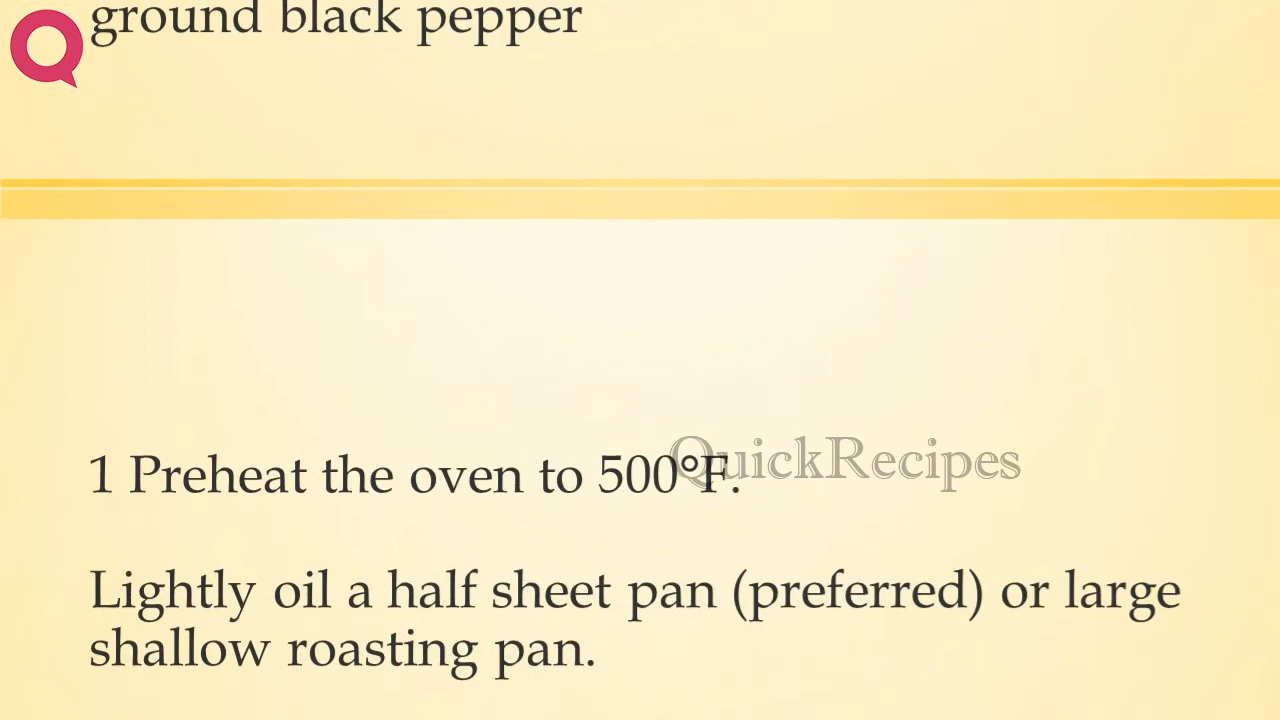 ground black pepper
QuickRecipes
1 Preheat the oven to 500°F.
Lightly oil a half sheet pan (preferred) or large
shallow roasting pan.